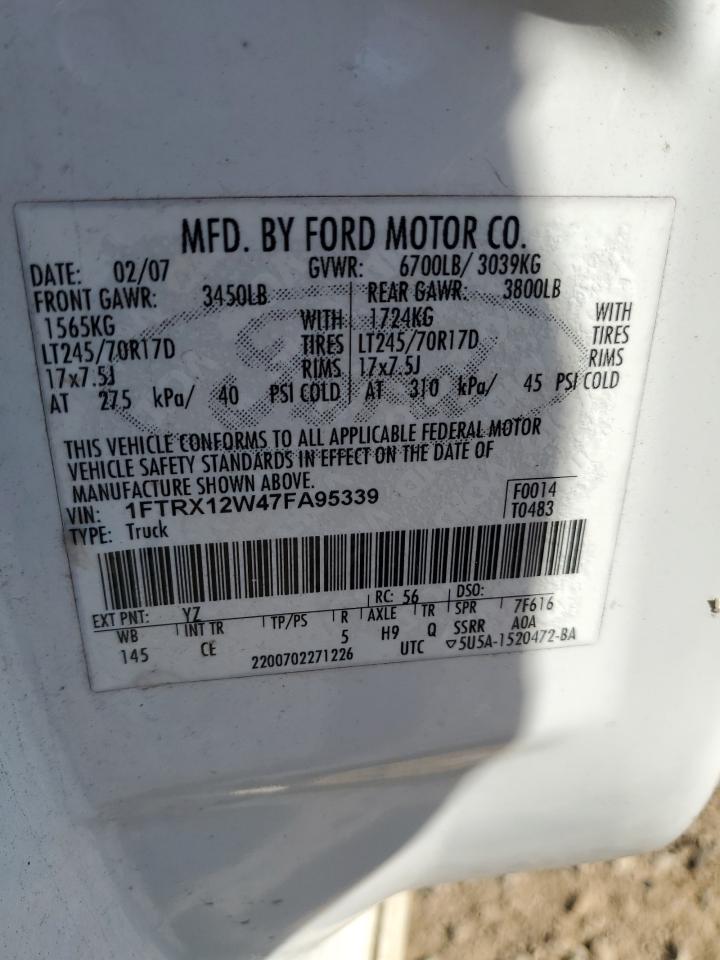 MFD. BY FORD MOTOR CO.
DATE: 02/07 GVWR: 6700LB/ 3039KG
FRONT GAWR: 3450LB REAR GAWR: 3800LB
1565KG WITH 1724KG WITH
LT245/70R17D TIRES LT245/70R17D TIRES
17x7.5J RIMS 17x7.5J RIMS
AT 275 kPa/ 40 PSI COLD AT 310 kPa/ 45 PSI COLD
THIS VEHICLE CONFORMS TO ALL APPLICABLE FEDERAL MOTOR
VEHICLE SAFETY STANDARDS IN EFFECT ON THE DATE OF
MANUFACTURE SHOWN ABOVE.
VIN: 1FTRX12W47FA95339 F0014
TYPE: Truck T0483
EXT PNT: YZ RC: 56 DSO:
WB INT TR TP/PS R AXLE TR SPR 7F616
145 CE 5 H9 Q SSRR A0A
2200702271226 UTC ▽5U5A-1520472-BA